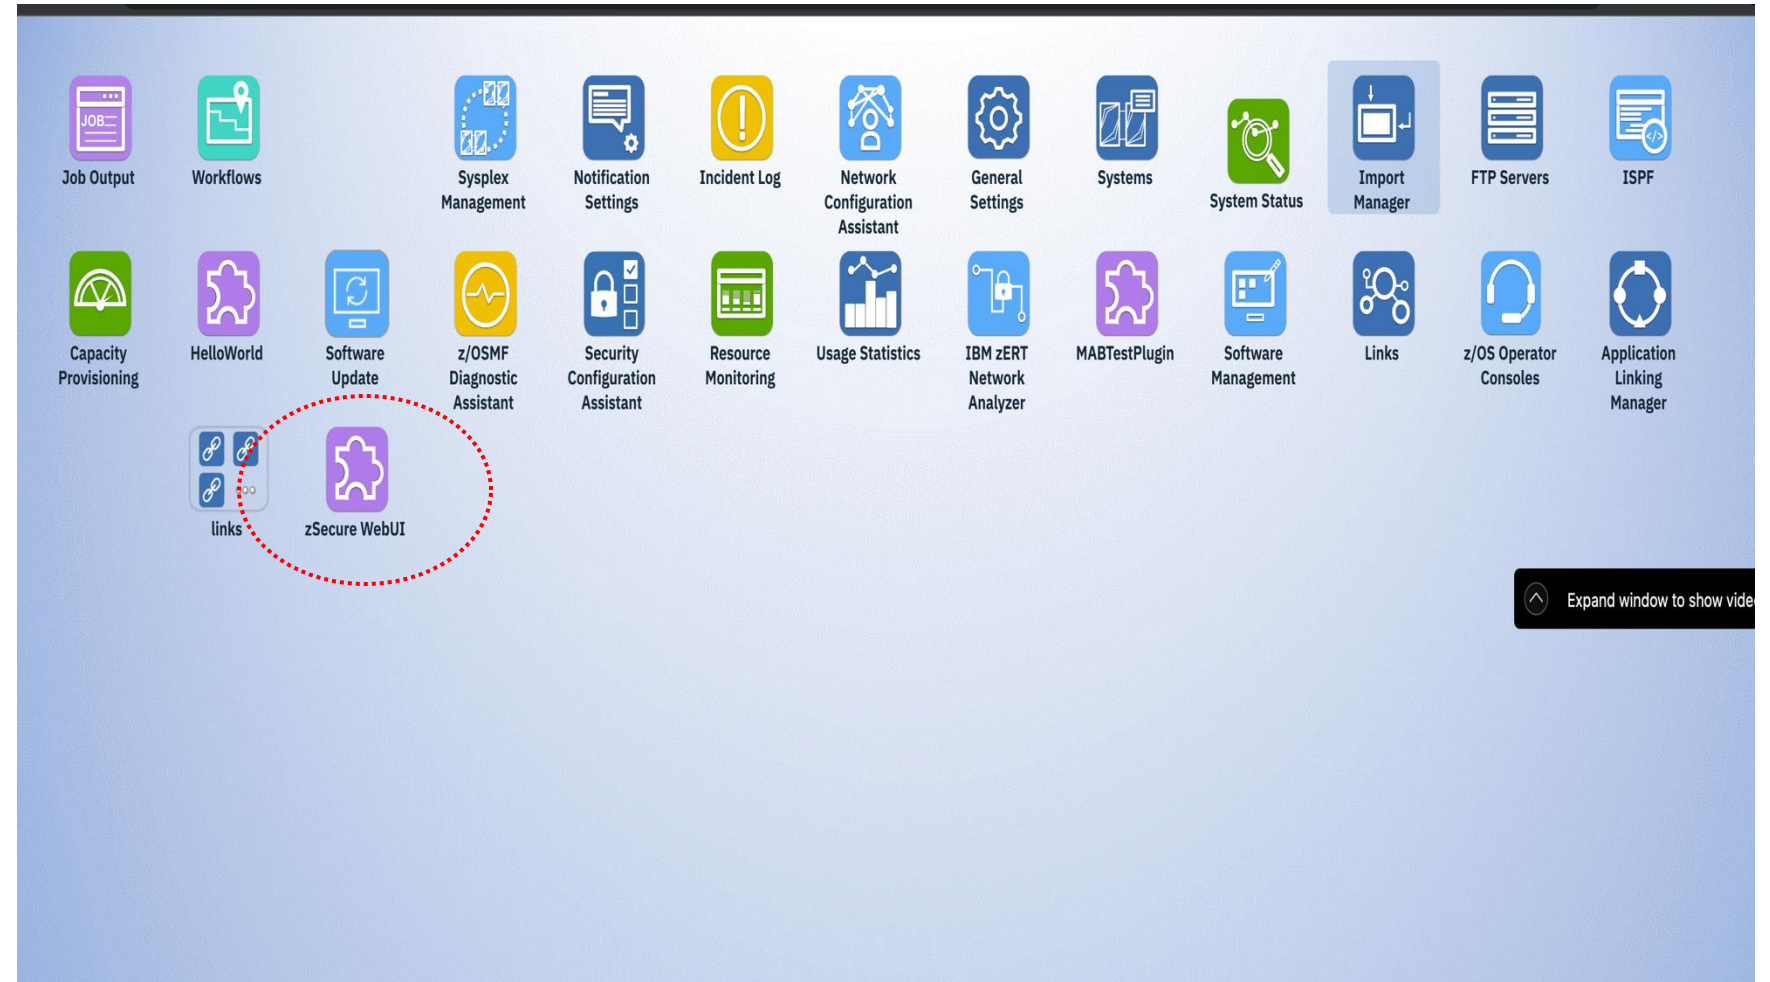 JOB
Job Output
Workflows
Sysplex
Management
Notification
Settings
Incident Log
Network
Configuration
Assistant
General
Settings
Systems
System Status
Import
Manager
FTP Servers
ISPF
Capacity
Provisioning
HelloWorld
Software
Update
z/OSMF
Diagnostic
Assistant
Security
Configuration
Assistant
Resource
Monitoring
Usage Statistics
IBM zERT
Network
Analyzer
MABTestPlugin
Software
Management
Links
z/OS Operator
Consoles
Application
Linking
Manager
links
zSecure WebUI
Expand window to show vide